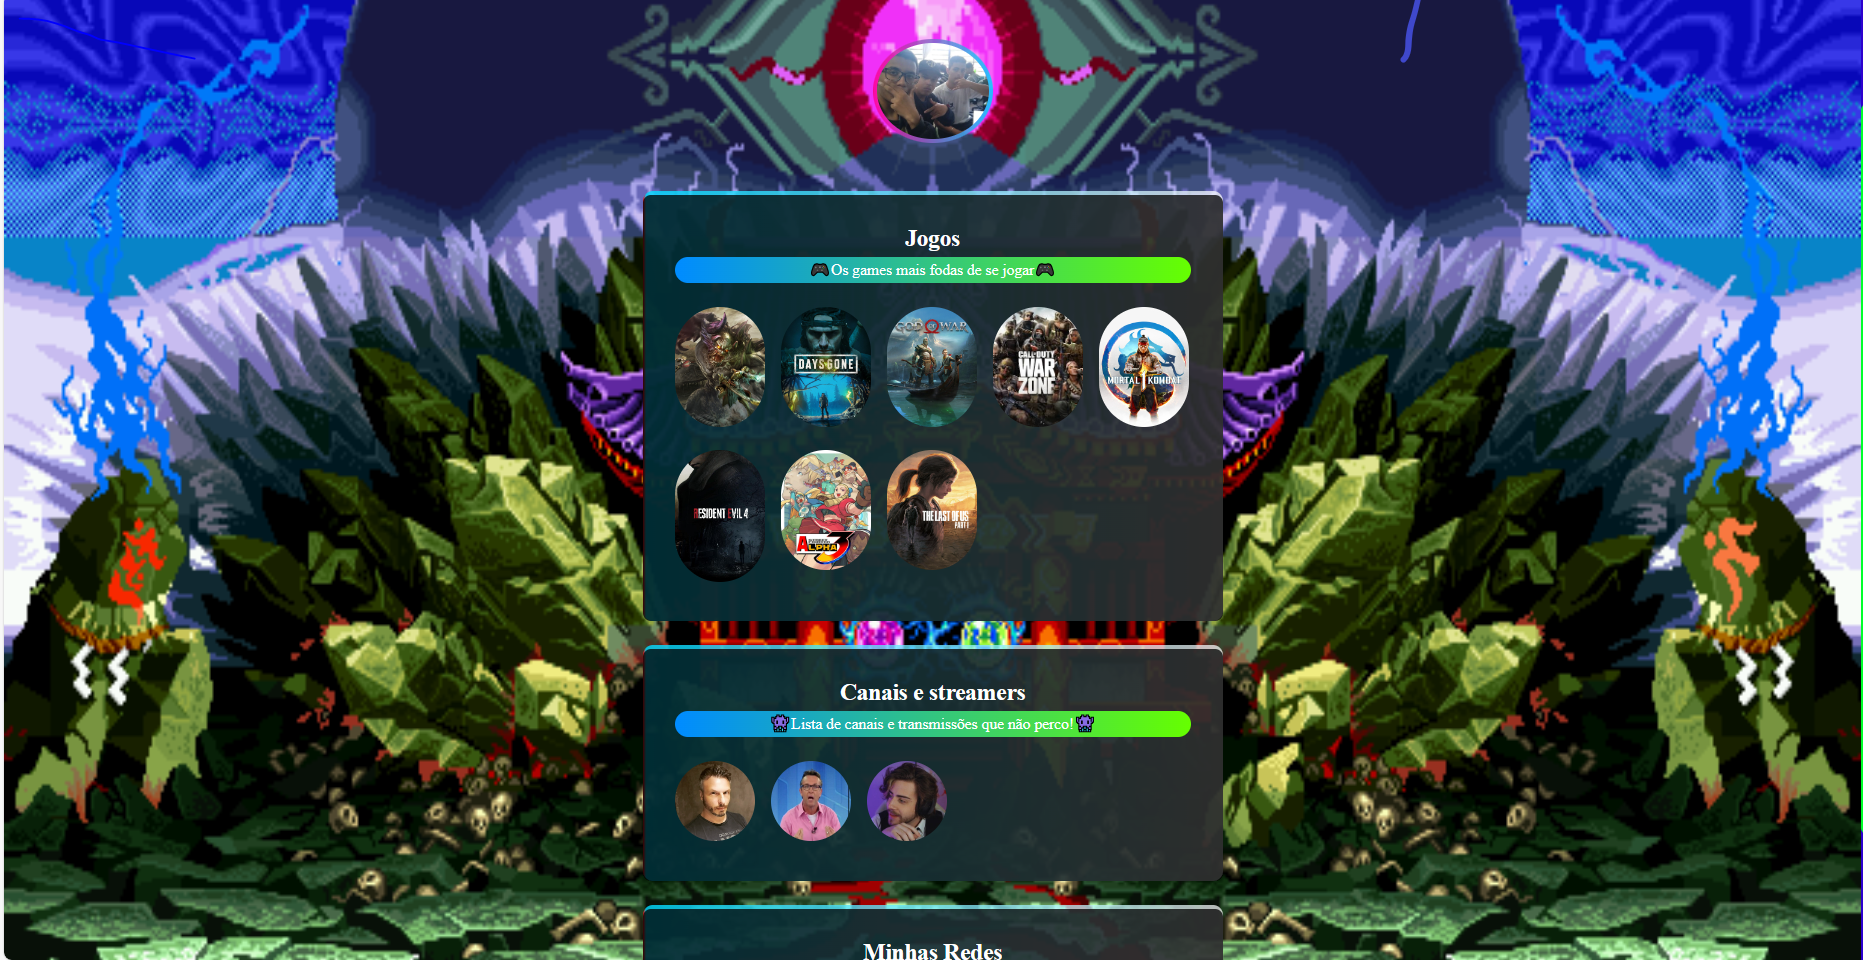 Jogos
🎮Os games mais fodas de se jogar🎮
DAYS GONE
GOD OF WAR
CALL OF DUTY
WAR
ZONE
MORTAL KOMBAT
RESIDENT EVIL 4
ALPHA 3
THE LAST OF US
PART I
Canais e streamers
👾Lista de canais e transmissões que não perco!👾
Minhas Redes